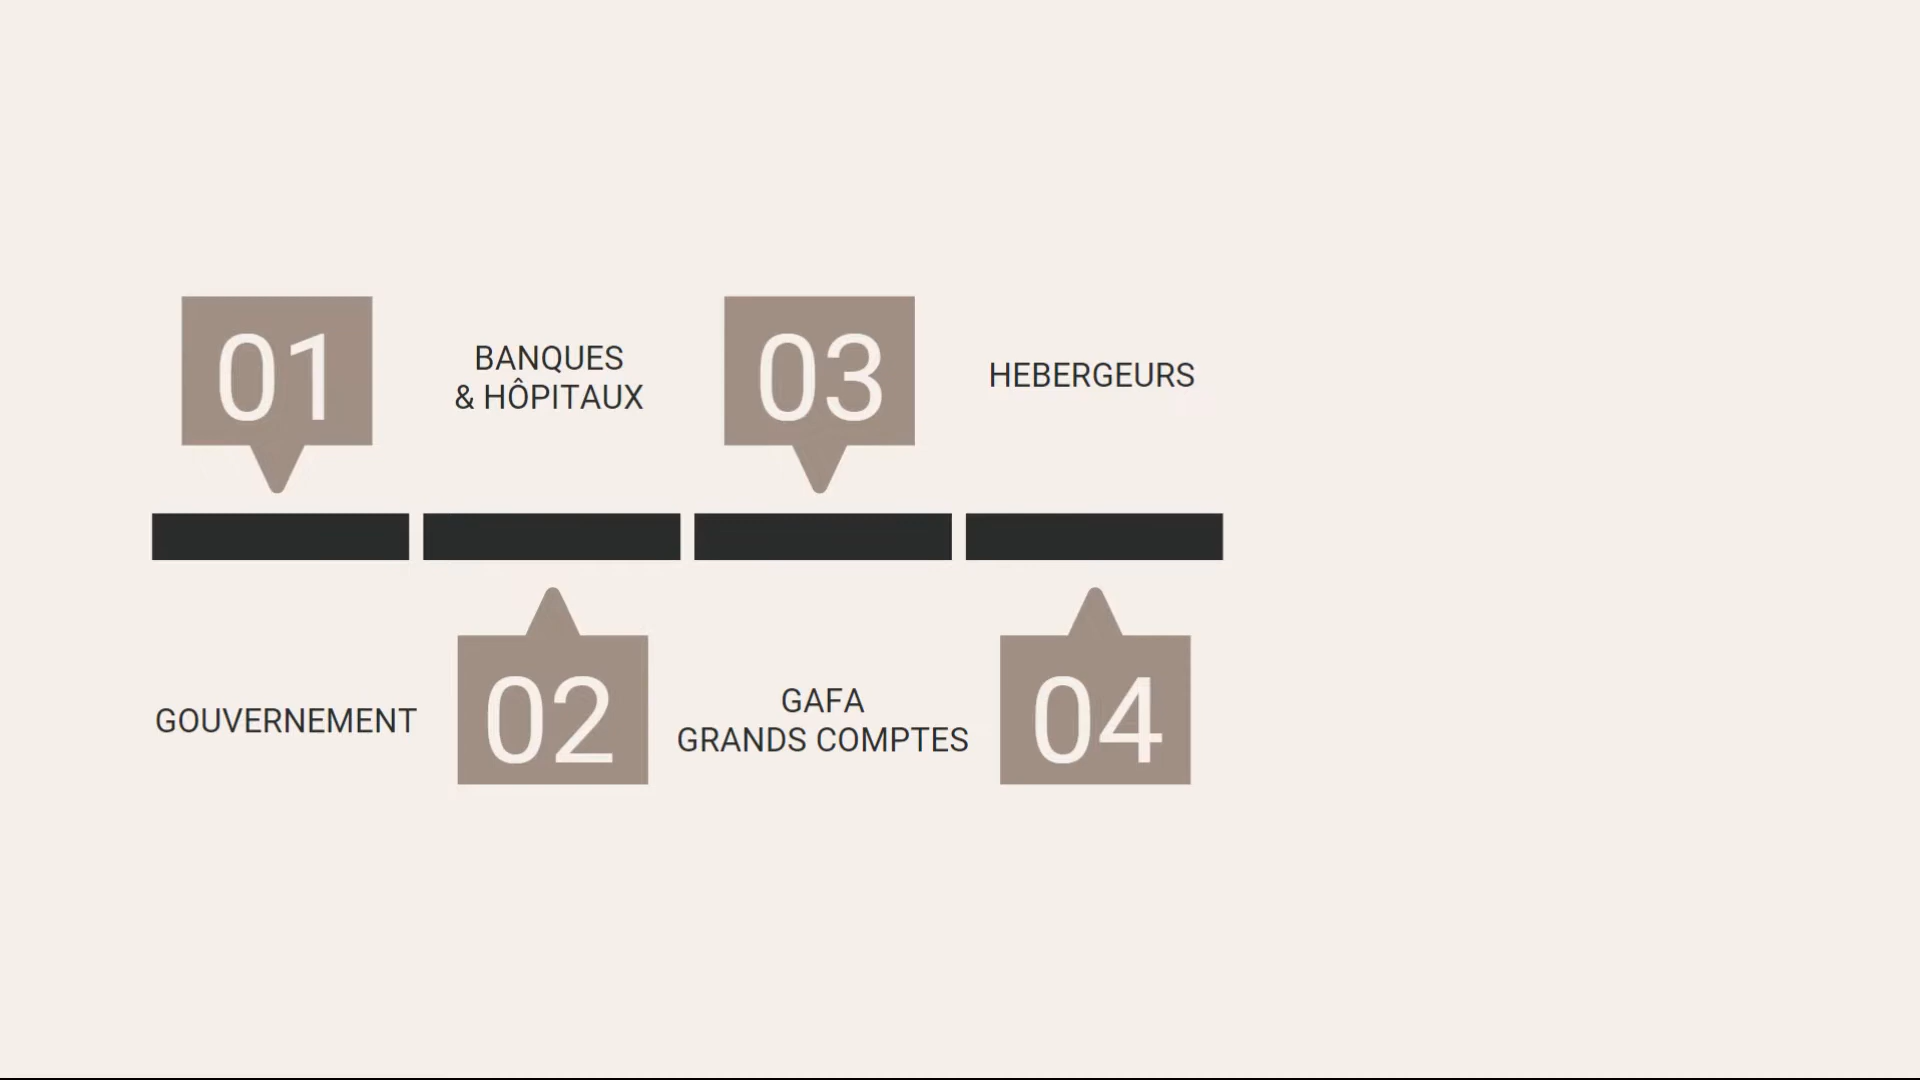 01
BANQUES
& HÔPITAUX
03
HEBERGEURS
GOUVERNEMENT
02
GAFA
GRANDS COMPTES
04